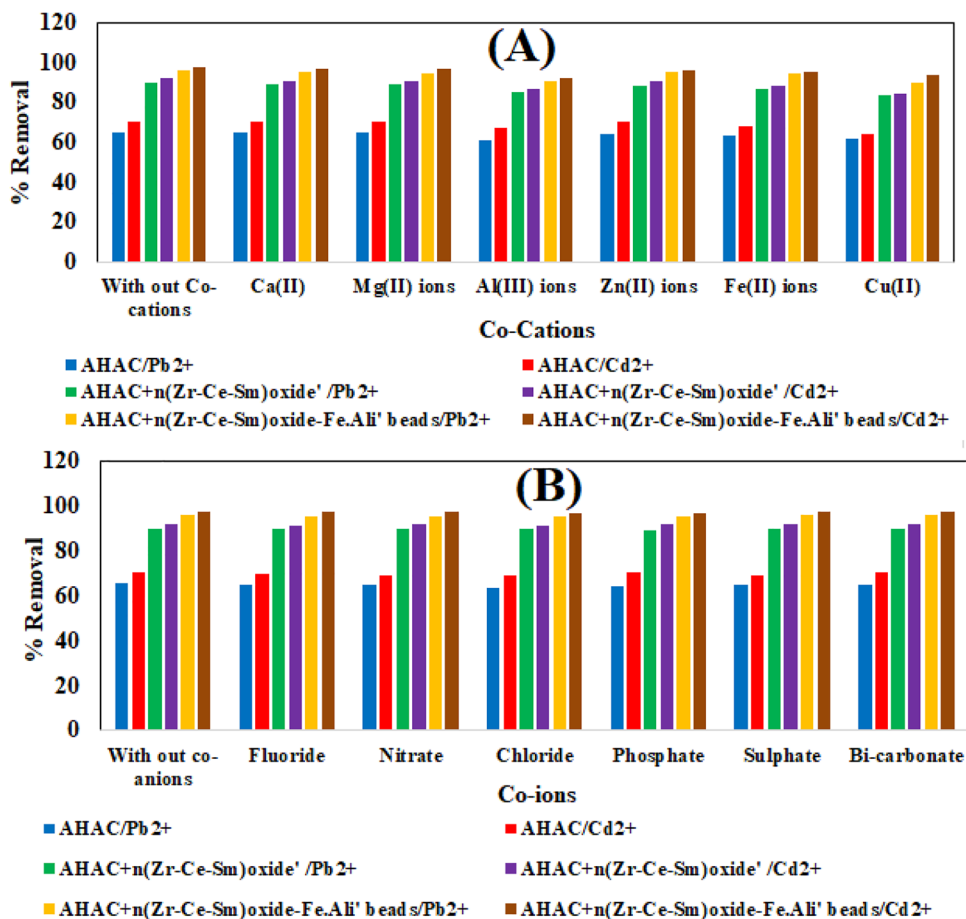 120
(A)
100
80
60
40
20
0
% Removal
With out Co-
cations
Ca(II)
Mg(II) ions
Al(III) ions
Zn(II) ions
Fe(II) ions
Cu(II)
Co-Cations
AHAC/Pb2+
AHAC/Cd2+
AHAC+n(Zr-Ce-Sm)oxide' /Pb2+
AHAC+n(Zr-Ce-Sm)oxide' /Cd2+
AHAC+n(Zr-Ce-Sm)oxide-Fe.Ali' beads/Pb2+
AHAC+n(Zr-Ce-Sm)oxide-Fe.Ali' beads/Cd2+
120
(B)
100
80
60
40
20
0
% Removal
With out co-
anions
Fluoride
Nitrate
Chloride
Phosphate
Sulphate
Bi-carbonate
Co-ions
AHAC/Pb2+
AHAC/Cd2+
AHAC+n(Zr-Ce-Sm)oxide' /Pb2+
AHAC+n(Zr-Ce-Sm)oxide' /Cd2+
AHAC+n(Zr-Ce-Sm)oxide-Fe.Ali' beads/Pb2+
AHAC+n(Zr-Ce-Sm)oxide-Fe.Ali' beads/Cd2+